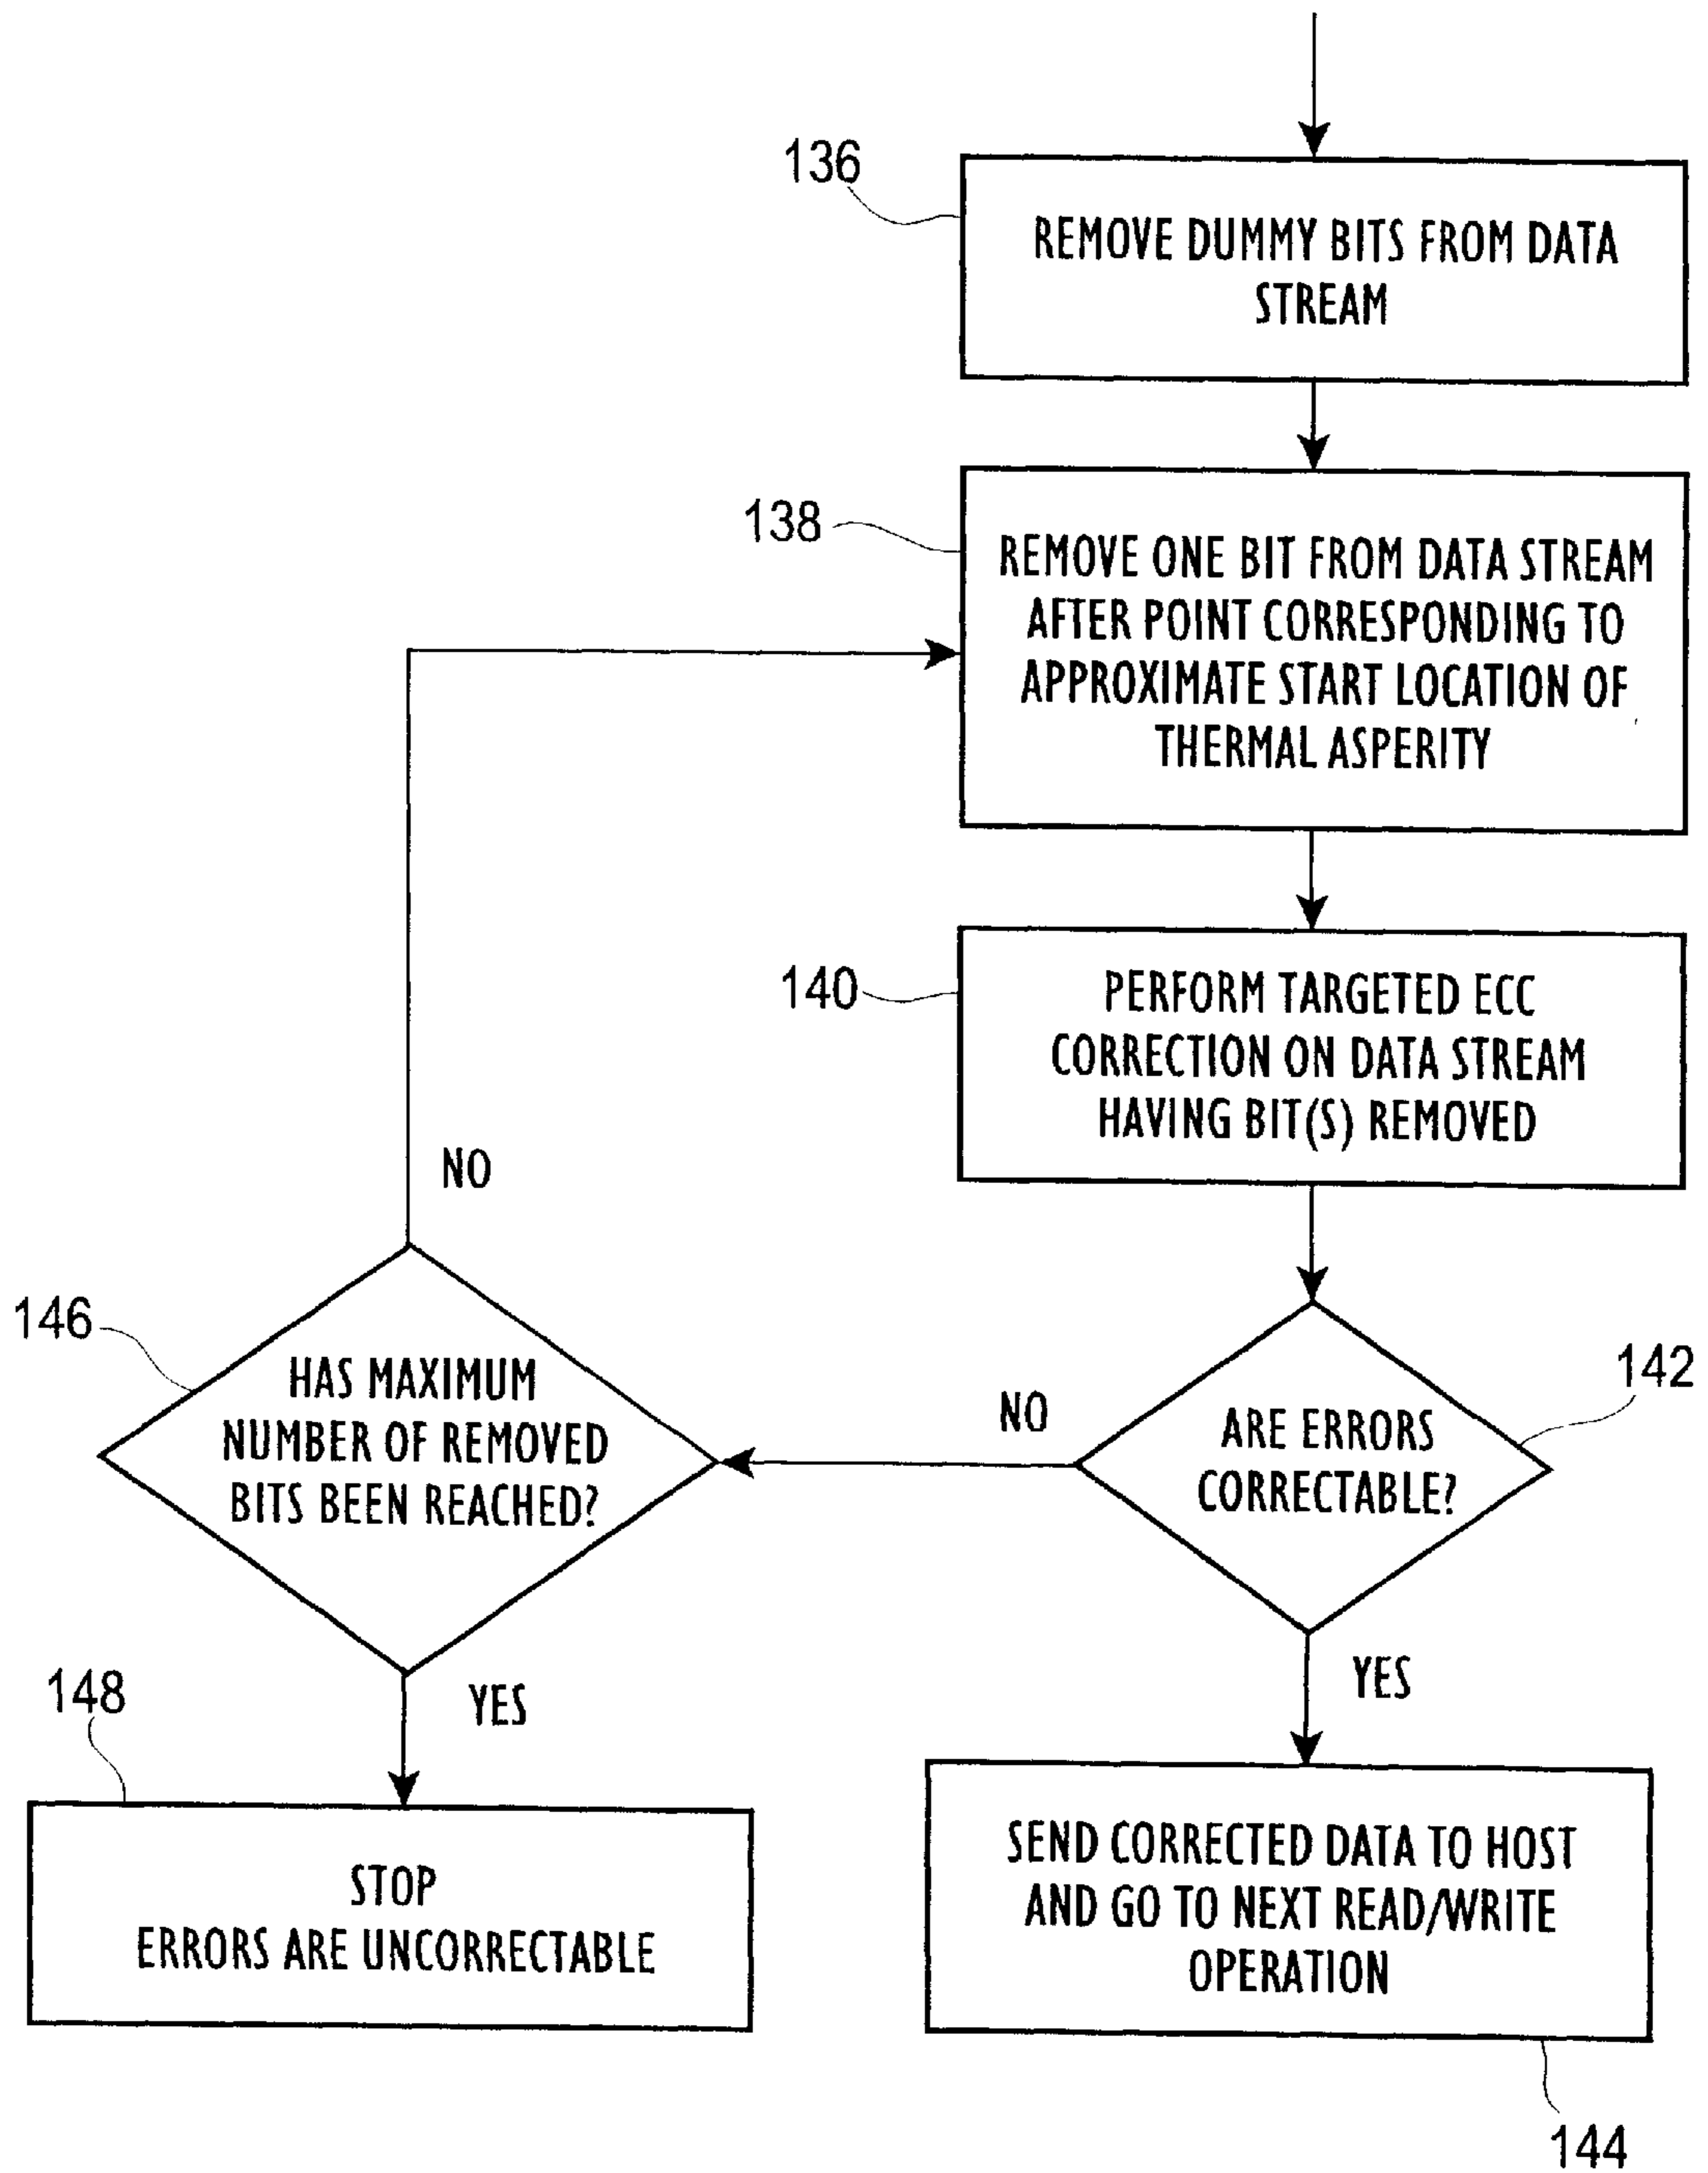 136
REMOVE DUMMY BITS FROM DATA
STREAM
138
REMOVE ONE BIT FROM DATA STREAM
AFTER POINT CORRESPONDING TO
APPROXIMATE START LOCATION OF
THERMAL ASPERITY
140
PERFORM TARGETED ECC
CORRECTION ON DATA STREAM
HAVING BIT(S) REMOVED
NO
146
HAS MAXIMUM
NUMBER OF REMOVED
BITS BEEN REACHED?
NO
142
ARE ERRORS
CORRECTABLE?
YES
YES
148
STOP
ERRORS ARE UNCORRECTABLE
SEND CORRECTED DATA TO HOST
AND GO TO NEXT READ/WRITE
OPERATION
144